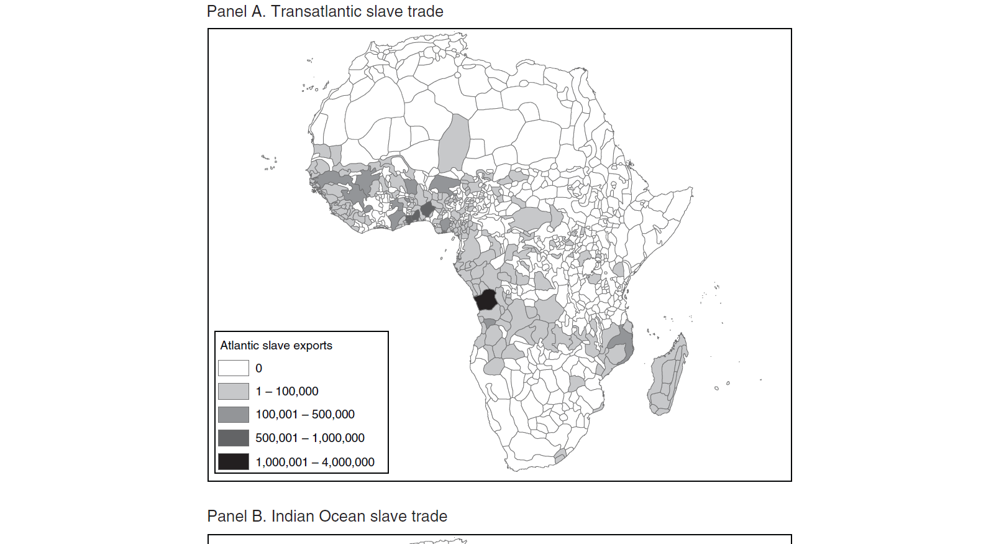 Panel A. Transatlantic slave trade
Atlantic slave exports
0
1 – 100,000
100,001 – 500,000
500,001 – 1,000,000
1,000,001 – 4,000,000
Panel B. Indian Ocean slave trade